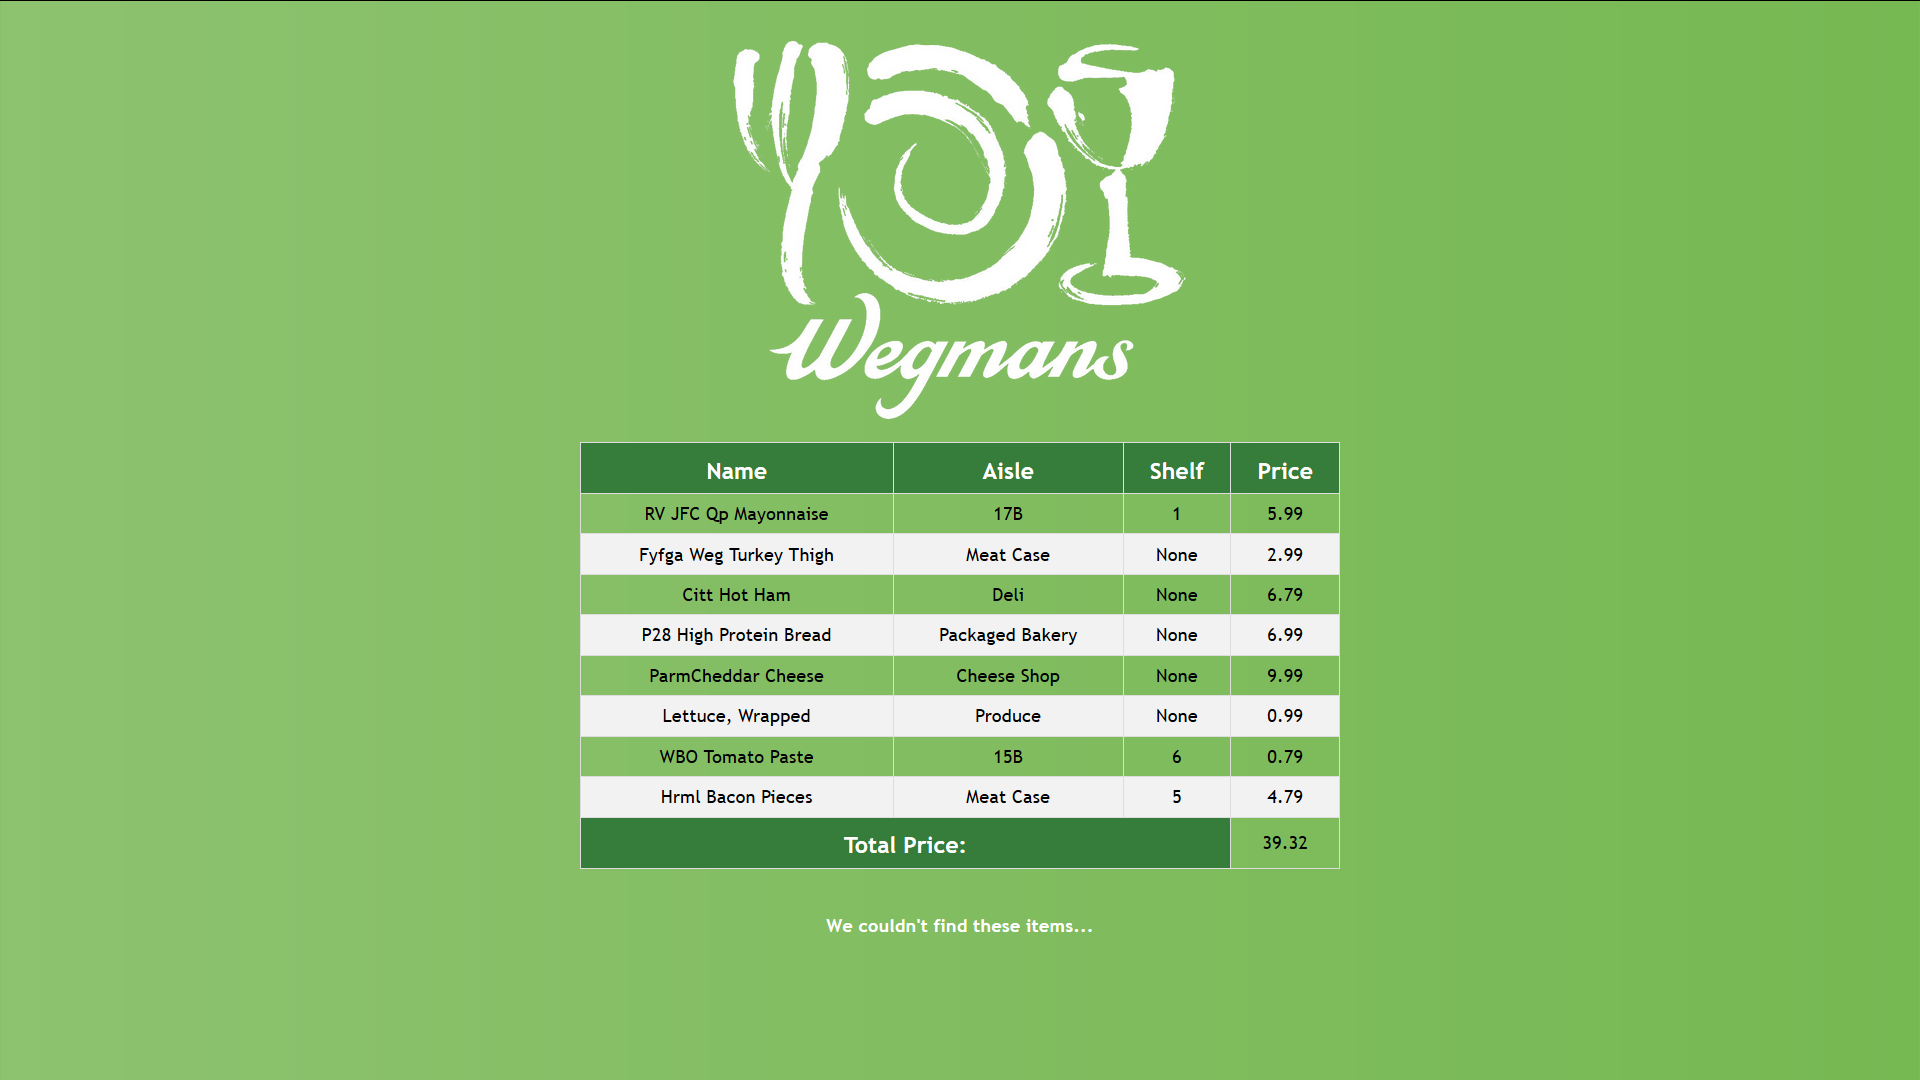 Wegmans
Name Aisle Shelf Price
RV JFC Qp Mayonnaise 17B 1 5.99
Fyfga Weg Turkey Thigh Meat Case None 2.99
Citt Hot Ham Deli None 6.79
P28 High Protein Bread Packaged Bakery None 6.99
ParmCheddar Cheese Cheese Shop None 9.99
Lettuce, Wrapped Produce None 0.99
WBO Tomato Paste 15B 6 0.79
Hrml Bacon Pieces Meat Case 5 4.79
Total Price: 39.32
We couldn't find these items...